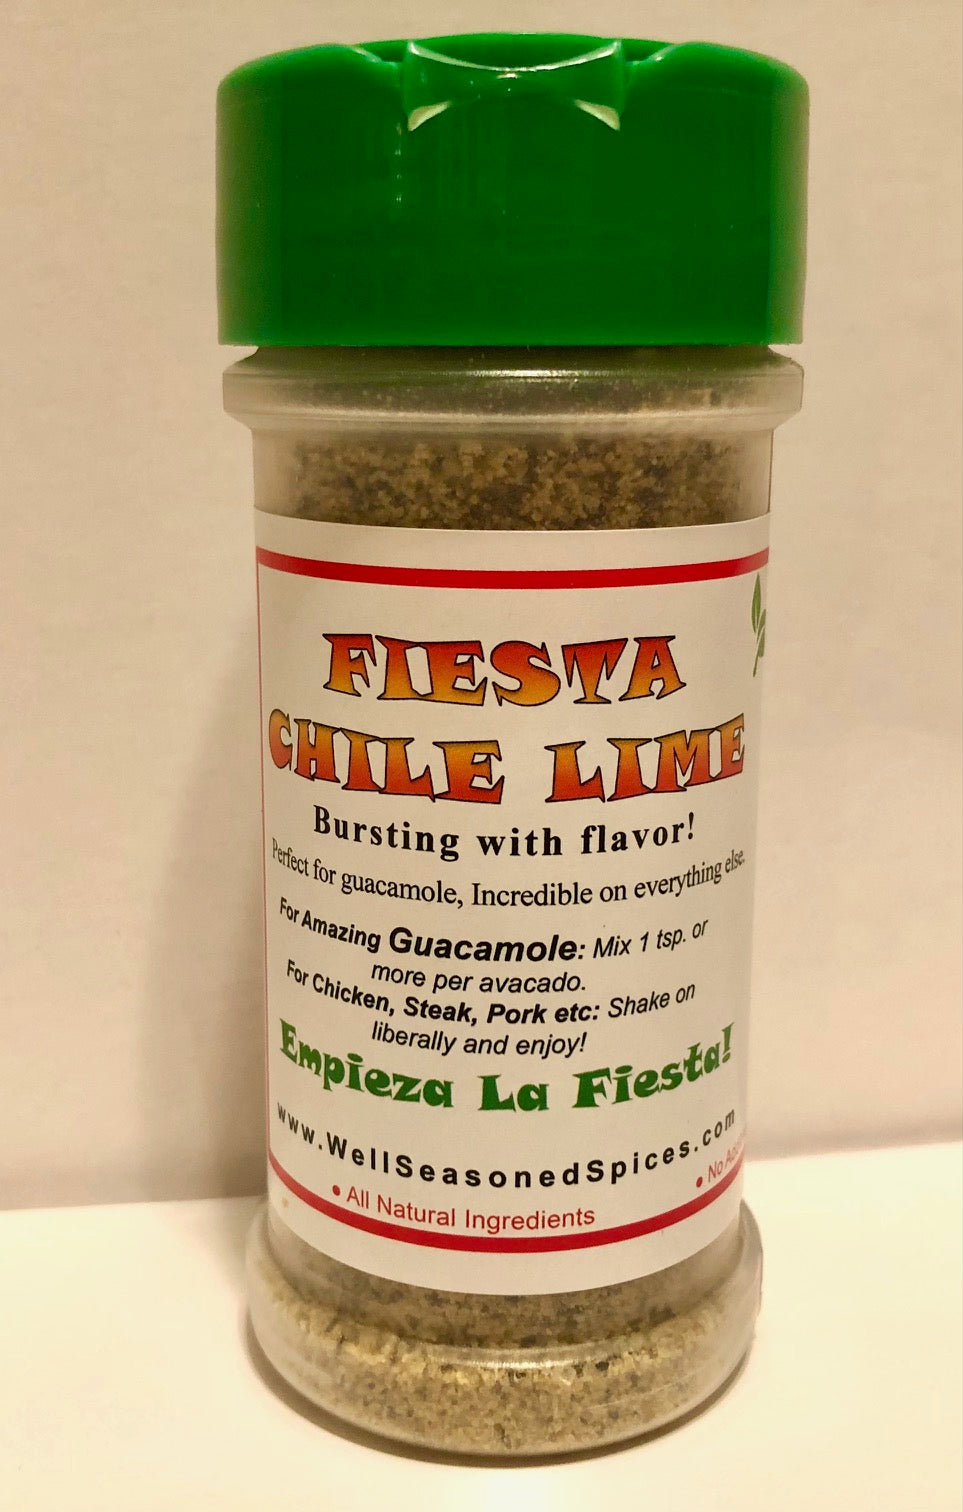 FIESTA
CHILE LIME
Bursting with flavor!
Perfect for guacamole, Incredible on everything else.
For Amazing Guacamole: Mix 1 tsp. or
more per avacado.
For Chicken, Steak, Pork etc: Shake on
liberally and enjoy!
Empieza La Fiesta!
www.WellSeasonedSpices.com
• All Natural Ingredients
• No